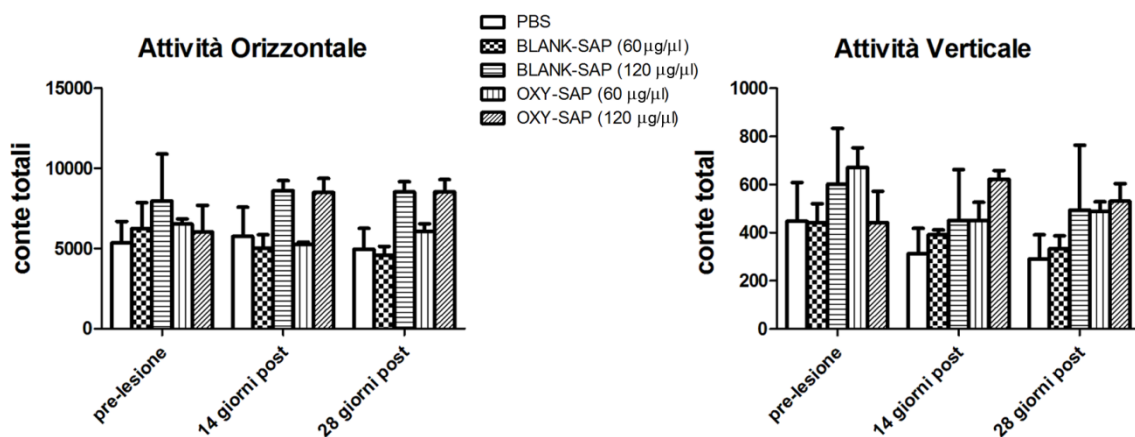 PBS
BLANK-SAP (60μg/μl)
BLANK-SAP (120 μg/μl)
OXY-SAP (60 μg/μl)
OXY-SAP (120 μg/μl)
Attività Orizzontale
conte totali
15000
10000
5000
0
pre-lesione
14 giorni post
28 giorni post
Attività Verticale
conte total
1000
800
600
400
200
0
pre-lesione
14 giorni post
28 giorni post